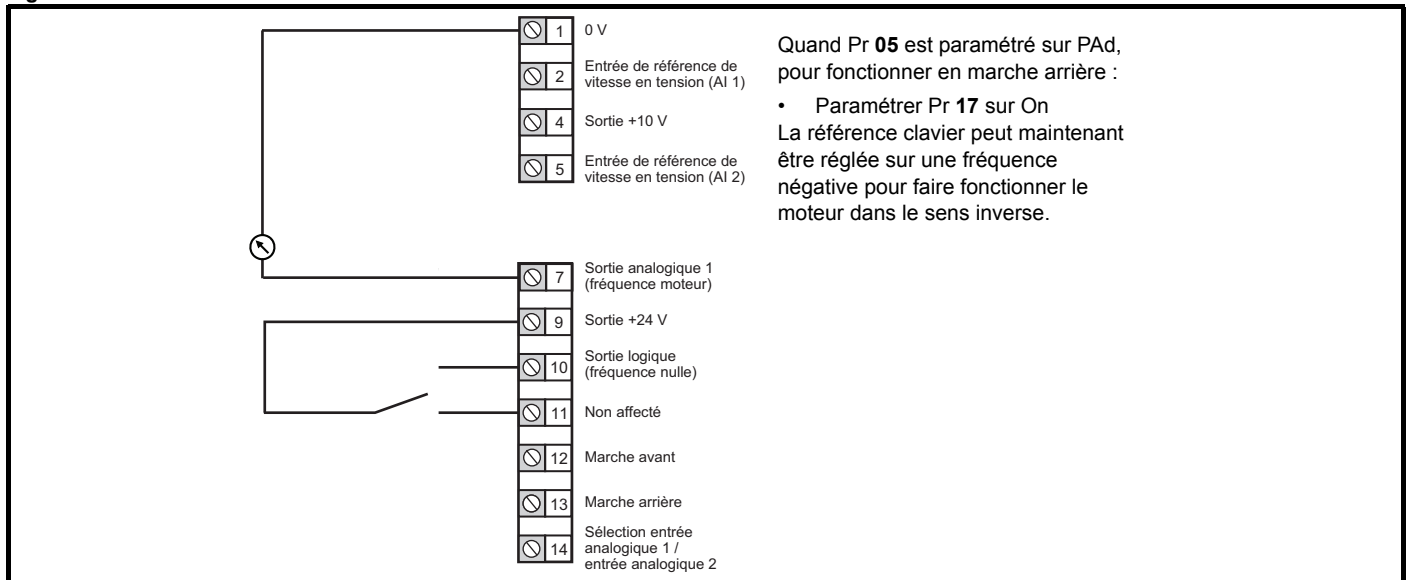 1 0 V
2 Entrée de référence de
vitesse en tension (AI 1)
4 Sortie +10 V
5 Entrée de référence de
vitesse en tension (AI 2)
7 Sortie analogique 1
(fréquence moteur)
9 Sortie +24 V
10 Sortie logique
(fréquence nulle)
11 Non affecté
12 Marche avant
13 Marche arrière
14 Sélection entrée
analogique 1 /
entrée analogique 2
Quand Pr 05 est paramétré sur PAd,
pour fonctionner en marche arrière :
• Paramétrer Pr 17 sur On
La référence clavier peut maintenant
être réglée sur une fréquence
négative pour faire fonctionner le
moteur dans le sens inverse.